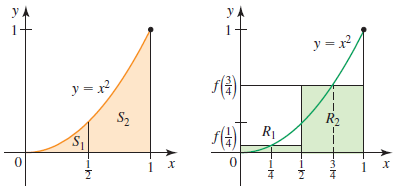 y
1
y = x²
S₁
S₂
0
1/2
1
x
y
1
y = x²
f(3/4)
f(1/4)
R₁
R₂
0
1/4
1/2
3/4
1
x